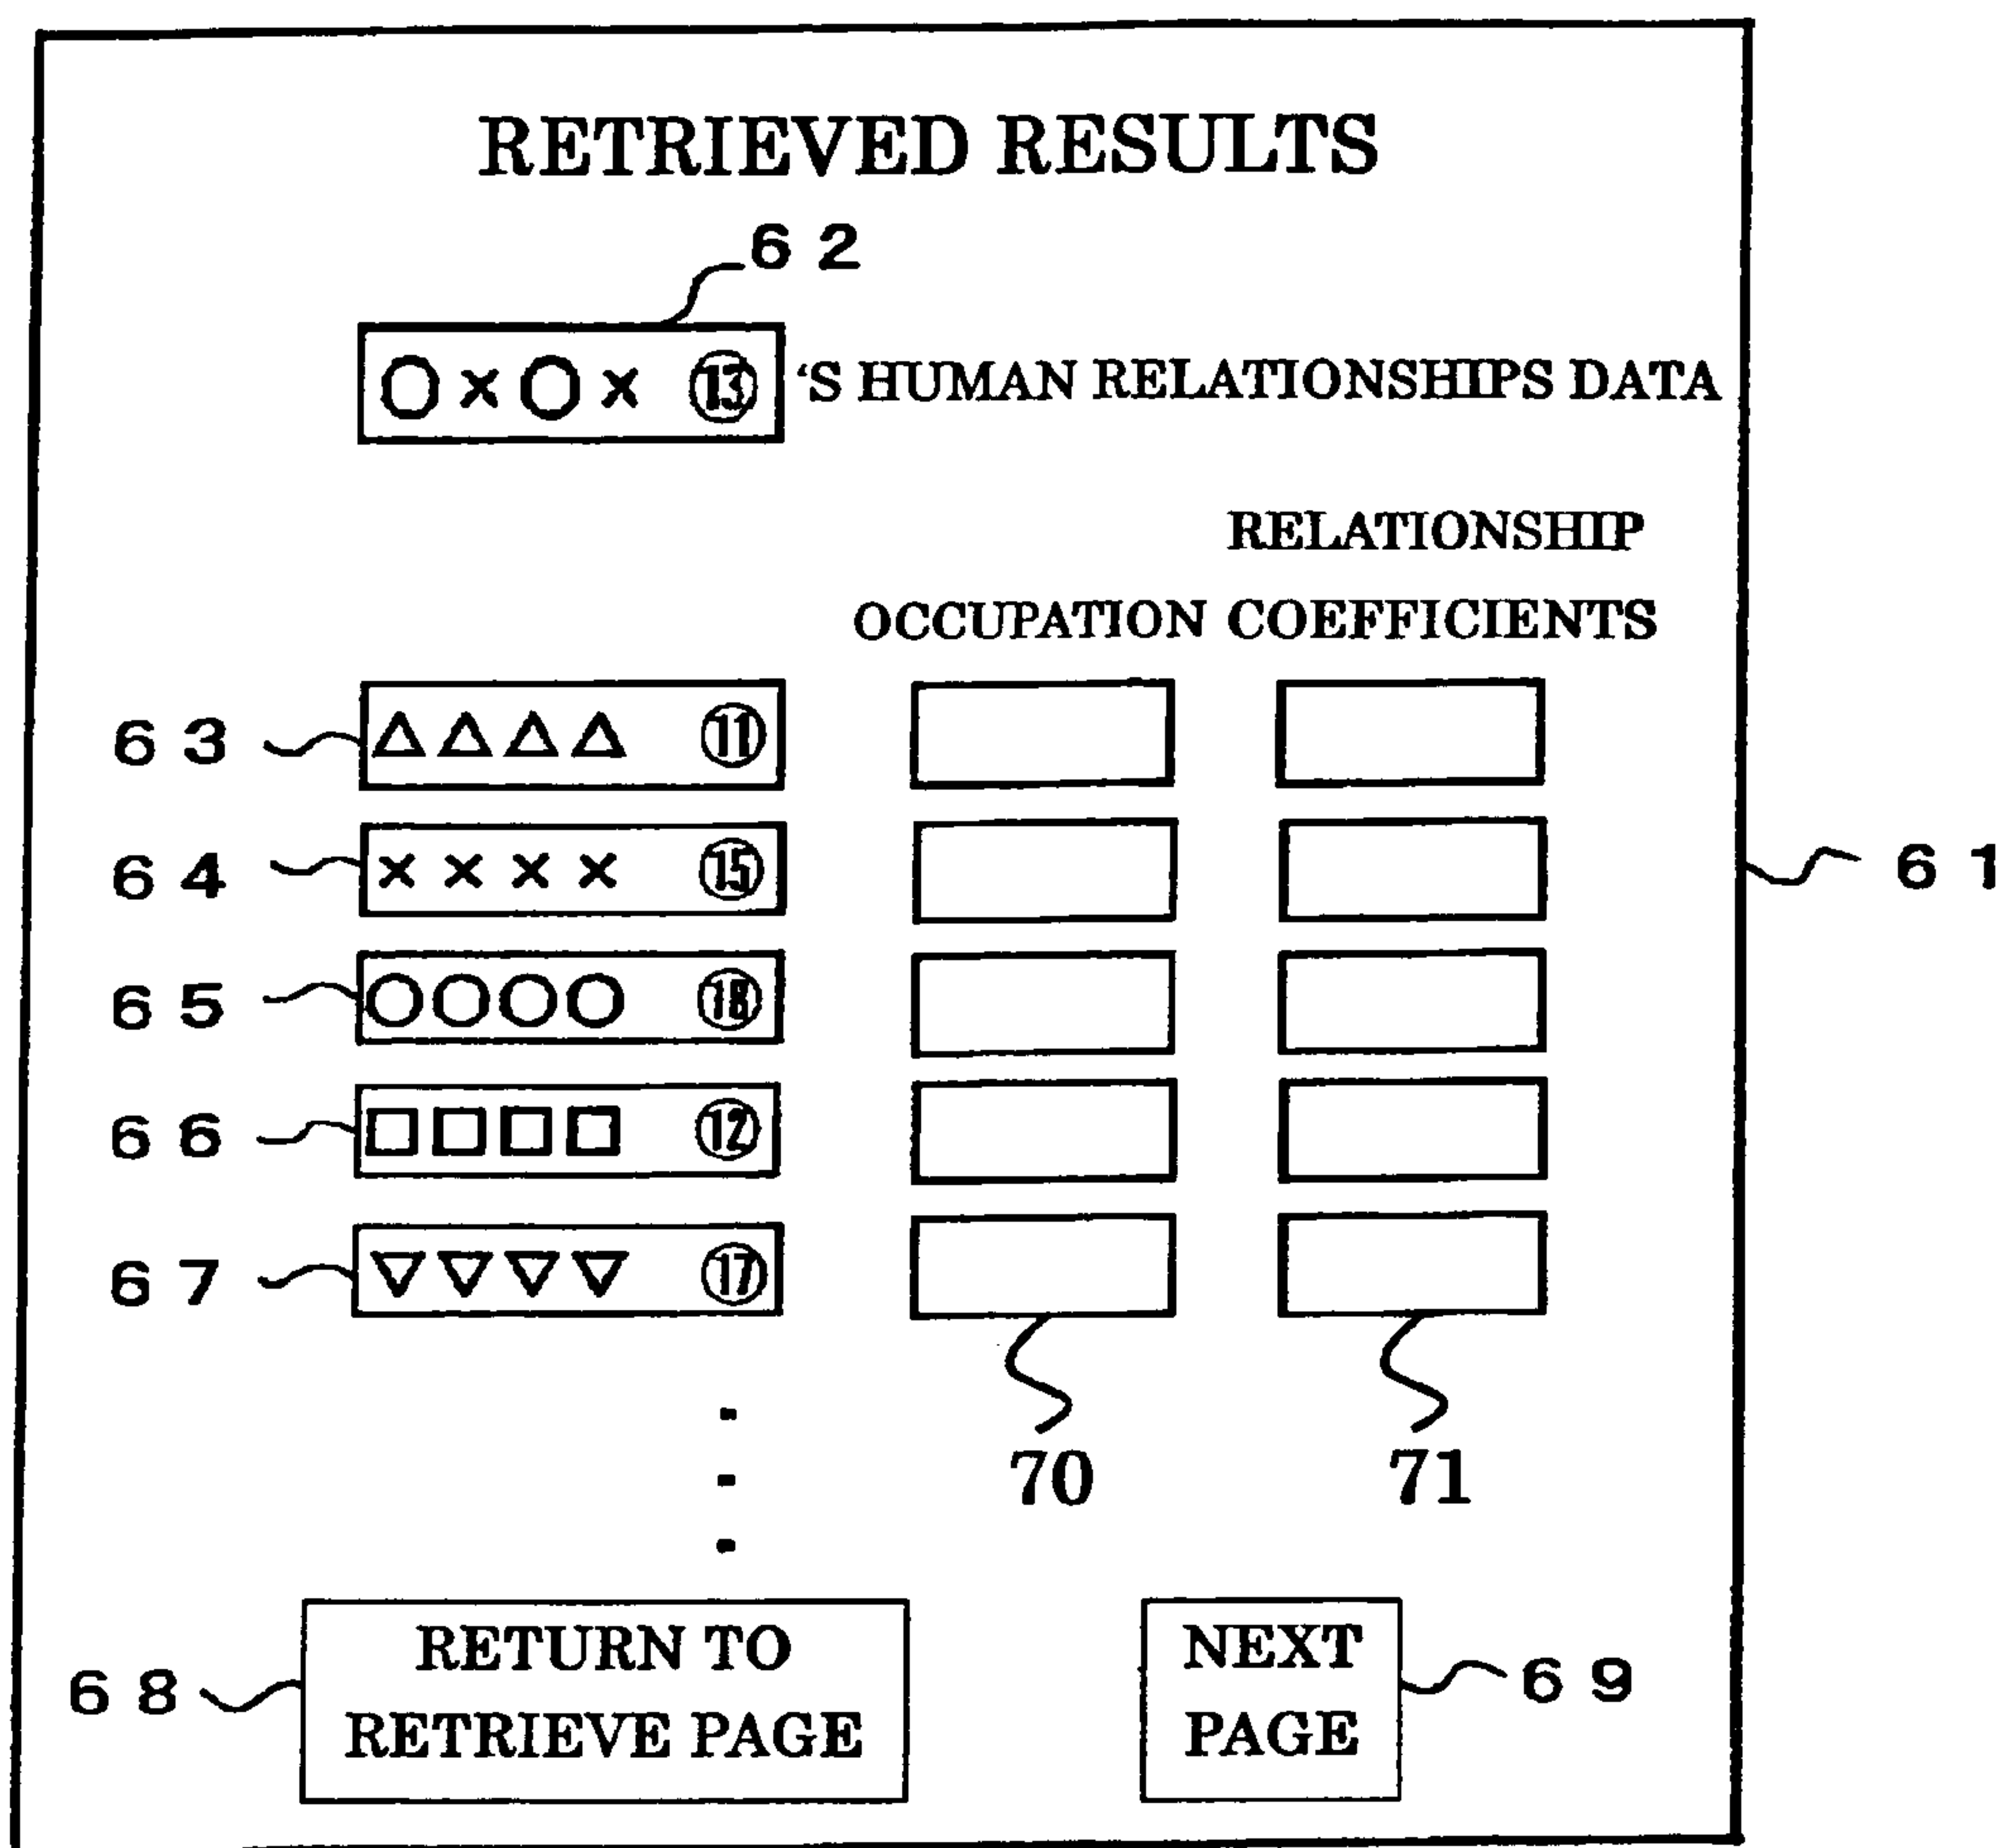 RETRIEVED RESULTS
62
○×○× ⑬ 'S HUMAN RELATIONSHIPS DATA
RELATIONSHIP
OCCUPATION COEFFICIENTS
63 △△△△ ⑪
64 ×××× ⑮
61
65 ○○○○
66 □□□□ ⑫
67 ▽▽▽▽ ⑰
70 71
RETURN TO
RETRIEVE PAGE
68
NEXT
PAGE
69